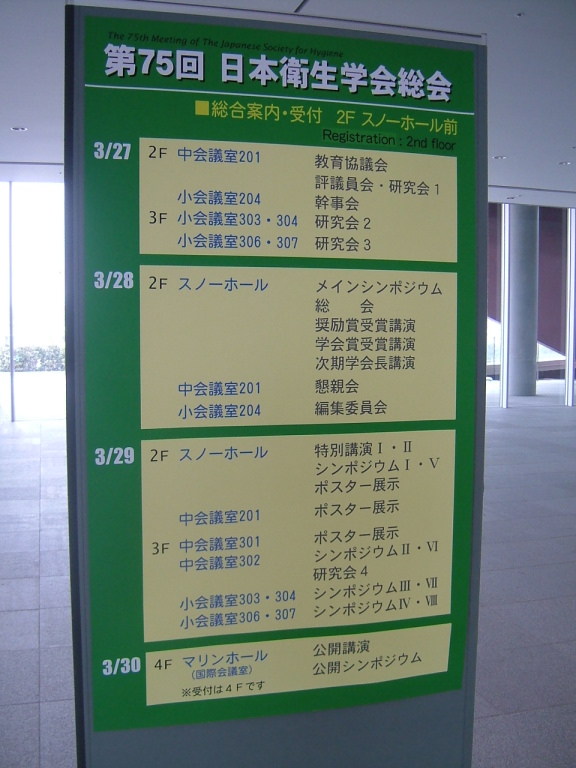 The 75th Meeting of The Japanese Society for Hygiene
第75回 日本衛生学会総会
■総合案内・受付 2F スノーホール前
Registration : 2nd floor
3/27 2F 中会議室201 教育協議会
評議員会・研究会1
小会議室204 幹事会
3F 小会議室303・304 研究会2
小会議室306・307 研究会3
3/28 2F スノーホール メインシンポジウム
総 会
奨励賞受賞講演
学会賞受賞講演
次期学会長講演
中会議室201 懇親会
小会議室204 編集委員会
3/29 2F スノーホール 特別講演Ⅰ・Ⅱ
シンポジウムⅠ・Ⅴ
ポスター展示
中会議室201 ポスター展示
3F 中会議室301 ポスター展示
中会議室302 シンポジウムⅡ・Ⅵ
研究会4
小会議室303・304 シンポジウムⅢ・Ⅶ
小会議室306・307 シンポジウムⅣ・Ⅷ
3/30 4F マリンホール 公開講演
(国際会議室) 公開シンポジウム
※受付は4Fです